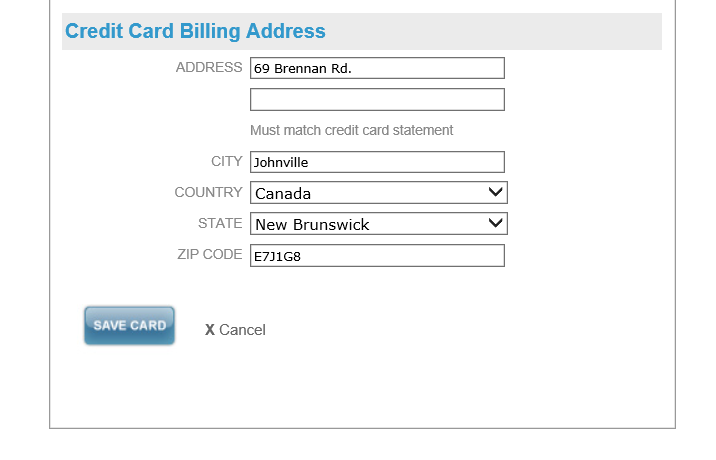 Credit Card Billing Address
ADDRESS 69 Brennan Rd.
Must match credit card statement
CITY Johnville
COUNTRY Canada
STATE New Brunswick
ZIP CODE E7J1G8
SAVE CARD X Cancel